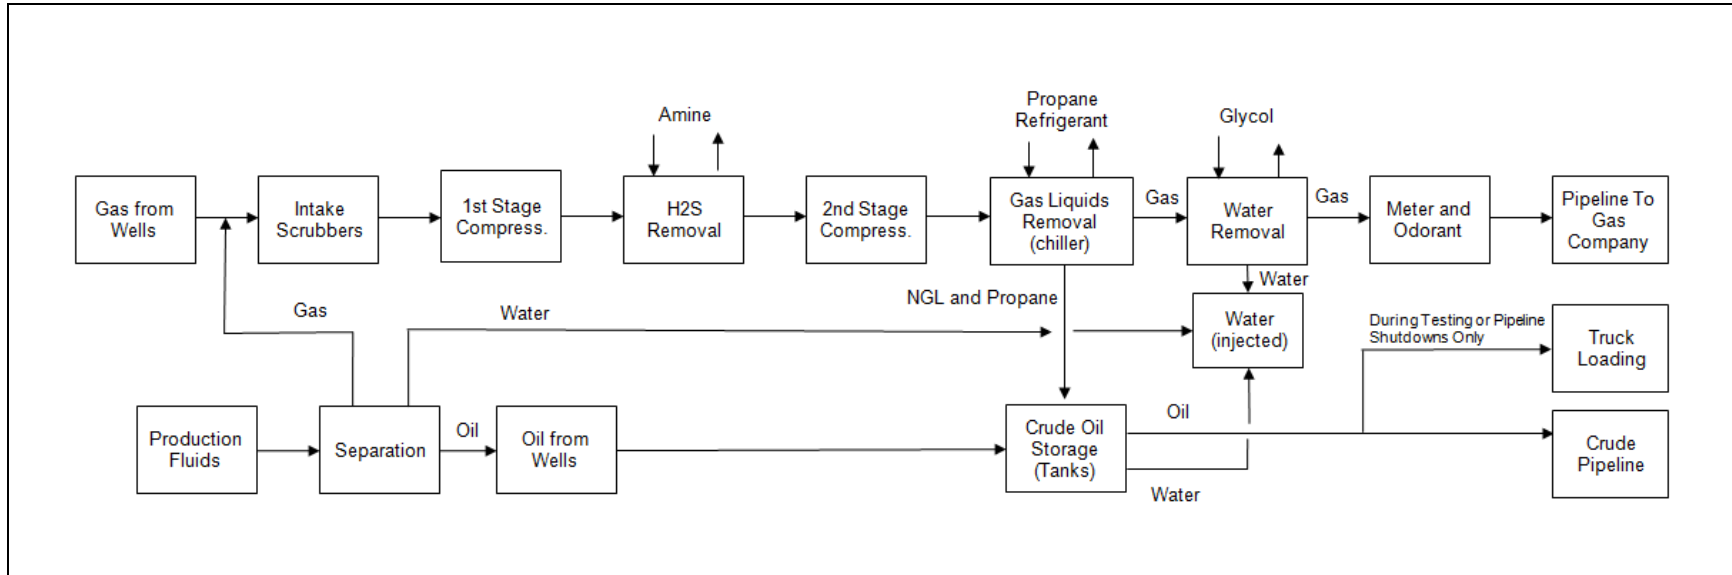 Amine
Propane
Refrigerant
Glycol
Gas from
Wells
Intake
Scrubbers
1st Stage
Compress.
H2S
Removal
2nd Stage
Compress.
Gas Liquids
Removal
(chiller)
Gas
Water
Removal
Gas
Meter and
Odorant
Pipeline To
Gas
Company
Water
NGL and Propane
Gas
Water
Water
(injected)
During Testing or Pipeline
Shutdowns Only
Truck
Loading
Production
Fluids
Separation
Oil
Oil from
Wells
Crude Oil
Storage
(Tanks)
Oil
Water
Crude
Pipeline